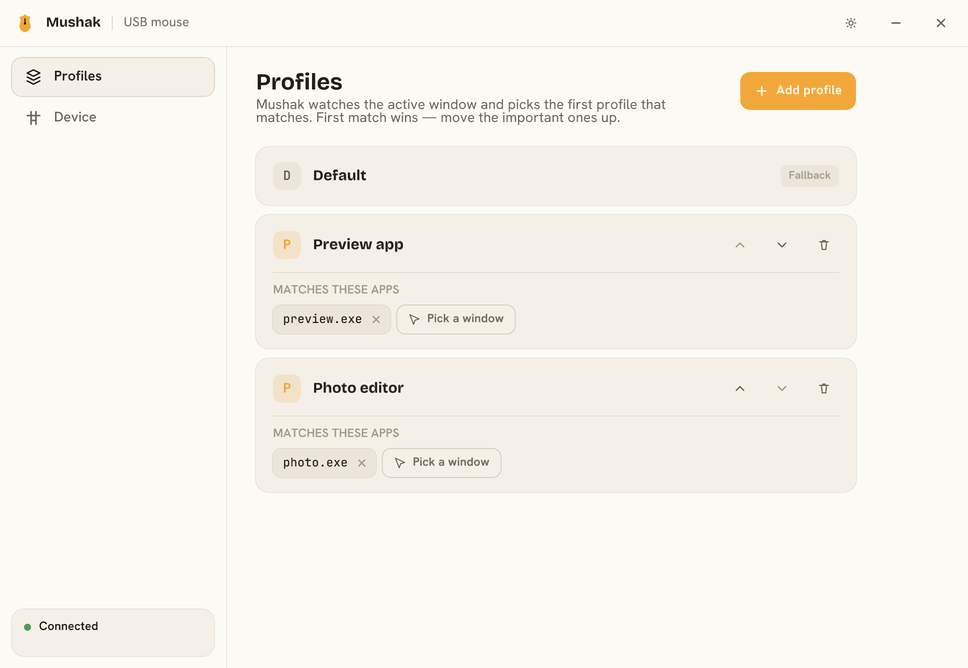 Mushak | USB mouse
Profiles
Device
Profiles
Mushak watches the active window and picks the first profile that
matches. First match wins — move the important ones up.
Add profile
D Default Fallback
P Preview app
MATCHES THESE APPS
preview.exe Pick a window
P Photo editor
MATCHES THESE APPS
photo.exe Pick a window
Connected